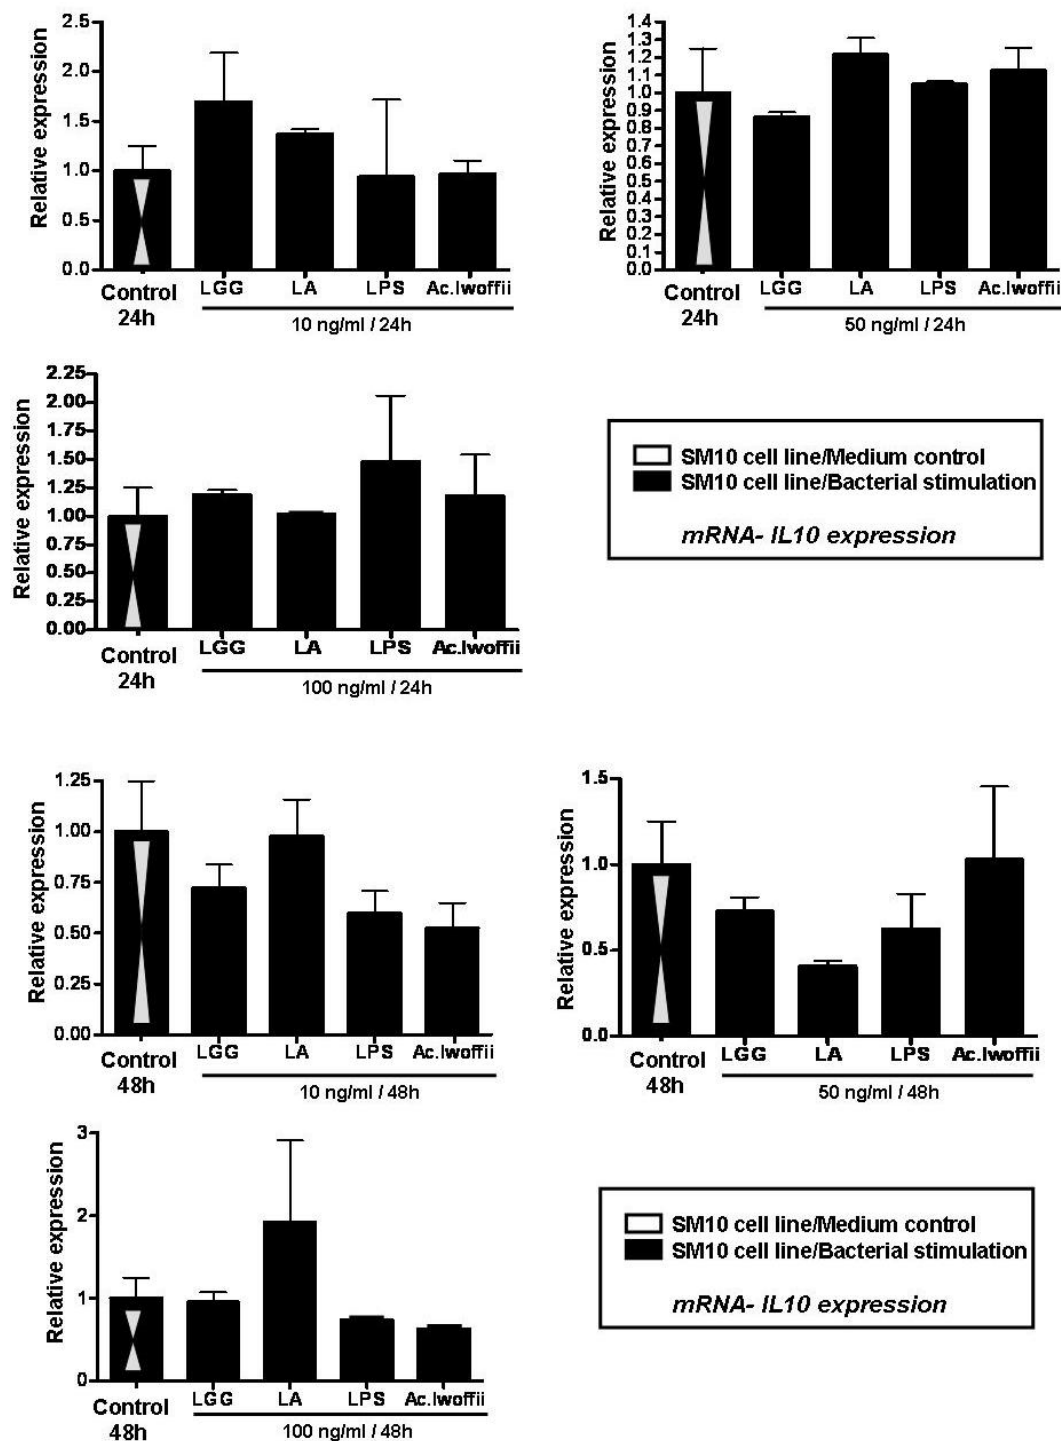 Relative expression
2.5
2.0
1.5
1.0
0.5
0.0
Control
24h
LGG LA LPS Ac.lwoffii
10 ng/ml / 24h
Relative expression
1.4
1.3
1.2
1.1
1.0
0.9
0.8
0.7
0.6
0.5
0.4
0.3
0.2
0.1
0.0
Control
24h
LGG LA LPS Ac.lwoffii
50 ng/ml / 24h
Relative expression
2.25
2.00
1.75
1.50
1.25
1.00
0.75
0.50
0.25
0.00
Control
24h
LGG LA LPS Ac.lwoffii
100 ng/ml / 24h
SM10 cell line/Medium control
SM10 cell line/Bacterial stimulation
mRNA- IL10 expression
Relative expression
1.25
1.00
0.75
0.50
0.25
0.00
Control
48h
LGG LA LPS Ac.lwoffii
10 ng/ml / 48h
Relative expression
1.5
1.0
0.5
0.0
Control
48h
LGG LA LPS Ac.lwoffii
50 ng/ml / 48h
Relative expression
3
2
1
0
Control
48h
LGG LA LPS Ac.lwoffii
100 ng/ml / 48h
SM10 cell line/Medium control
SM10 cell line/Bacterial stimulation
mRNA- IL10 expression